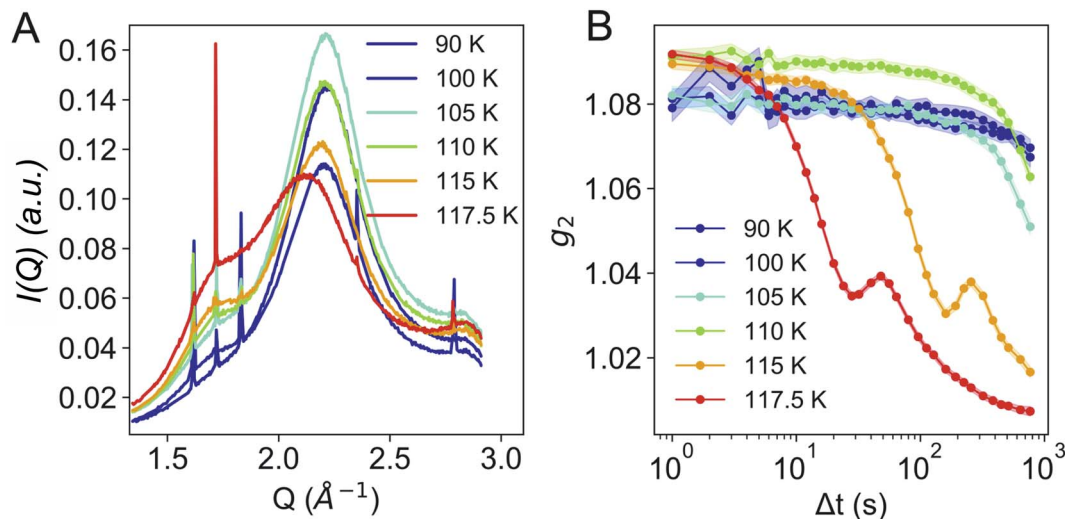 A
B
I(Q) (a.u.)
0.16
0.14
0.12
0.10
0.08
0.06
0.04
0.02
1.5
2.0
2.5
3.0
Q (Å⁻¹)
90 K
100 K
105 K
110 K
115 K
117.5 K
g₂
1.08
1.06
1.04
1.02
10⁰
10¹
10²
10³
Δt (s)
90 K
100 K
105 K
110 K
115 K
117.5 K